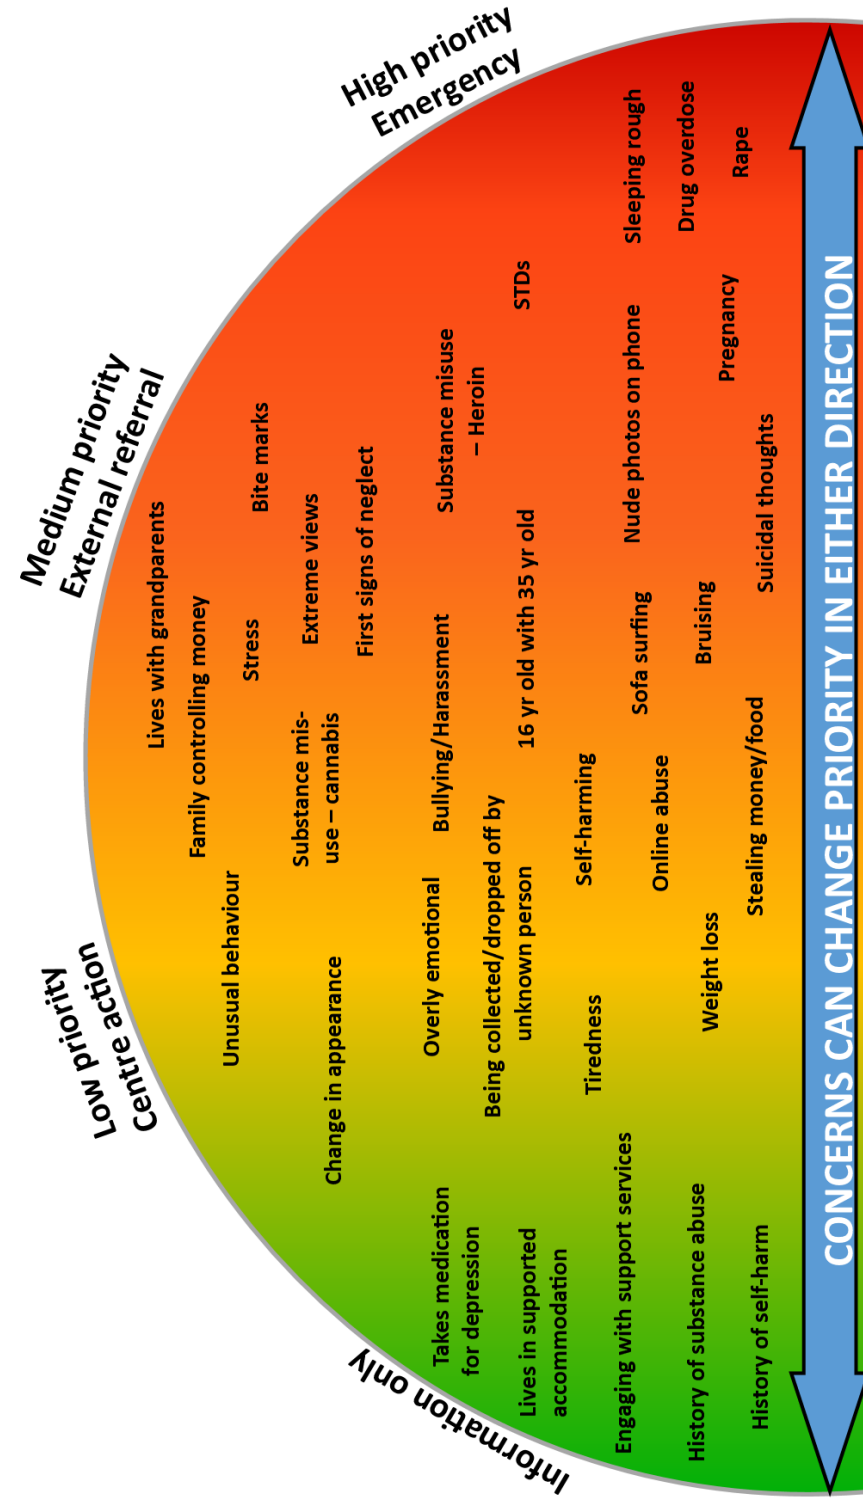 Information only
Low priority
Centre action
Medium priority
External referral
High priority
Emergency
Lives with grandparents
Family controlling money
Unusual behaviour
Stress
Bite marks
Substance mis-
use – cannabis
Extreme views
Change in appearance
First signs of neglect
Takes medication
for depression
Overly emotional
Bullying/Harassment
Substance misuse
– Heroin
Being collected/dropped off by
unknown person
Lives in supported
accommodation
16 yr old with 35 yr old
STDs
Tiredness
Self-harming
Engaging with support services
Sofa surfing
Nude photos on phone
Sleeping rough
Online abuse
History of substance abuse
Weight loss
Bruising
Drug overdose
Pregnancy
History of self-harm
Stealing money/food
Suicidal thoughts
Rape
CONCERNS CAN CHANGE PRIORITY IN EITHER DIRECTION